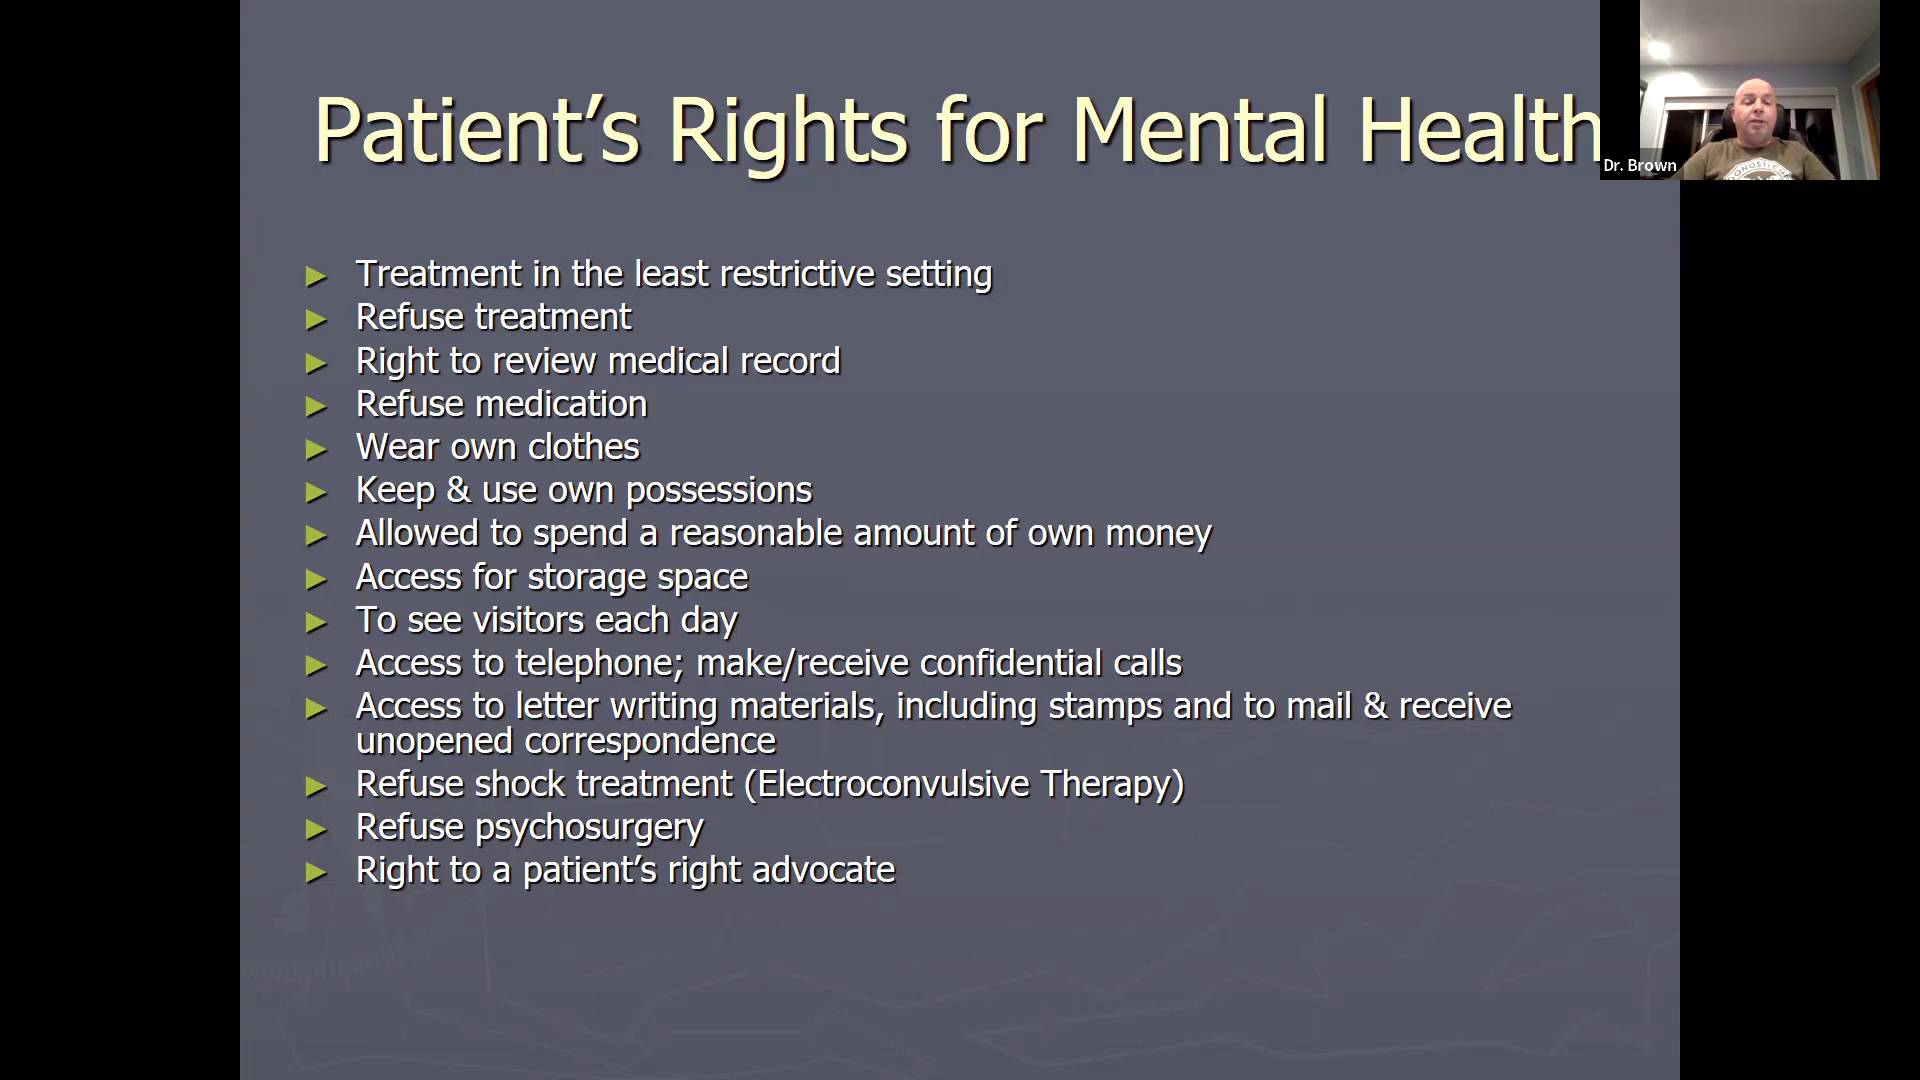 Patient’s Rights for Mental Health
Dr. Brown
► Treatment in the least restrictive setting
► Refuse treatment
► Right to review medical record
► Refuse medication
► Wear own clothes
► Keep & use own possessions
► Allowed to spend a reasonable amount of own money
► Access for storage space
► To see visitors each day
► Access to telephone; make/receive confidential calls
► Access to letter writing materials, including stamps and to mail & receive
unopened correspondence
► Refuse shock treatment (Electroconvulsive Therapy)
► Refuse psychosurgery
► Right to a patient’s right advocate